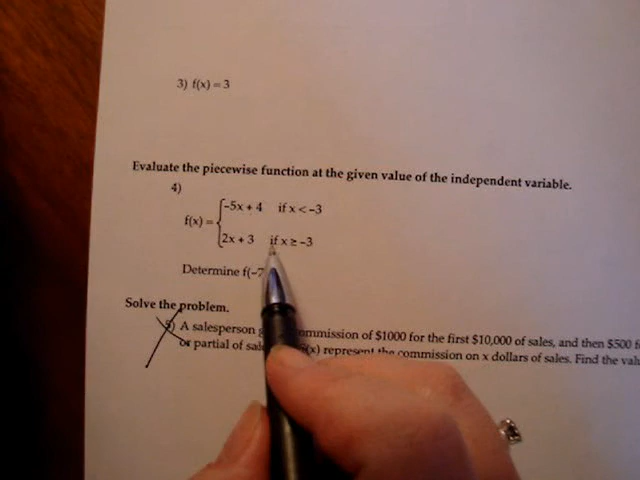 3) f(x) = 3
Evaluate the piecewise function at the given value of the independent variable.
4)
-5x + 4 if x < -3
f(x) =
2x + 3 if x ≥ -3
Determine f(-7
Solve the problem.
5) A salesperson commission of $1000 for the first $10,000 of sales, and then $500
or partial of (x) represent the commission on x dollars of sales. Find the